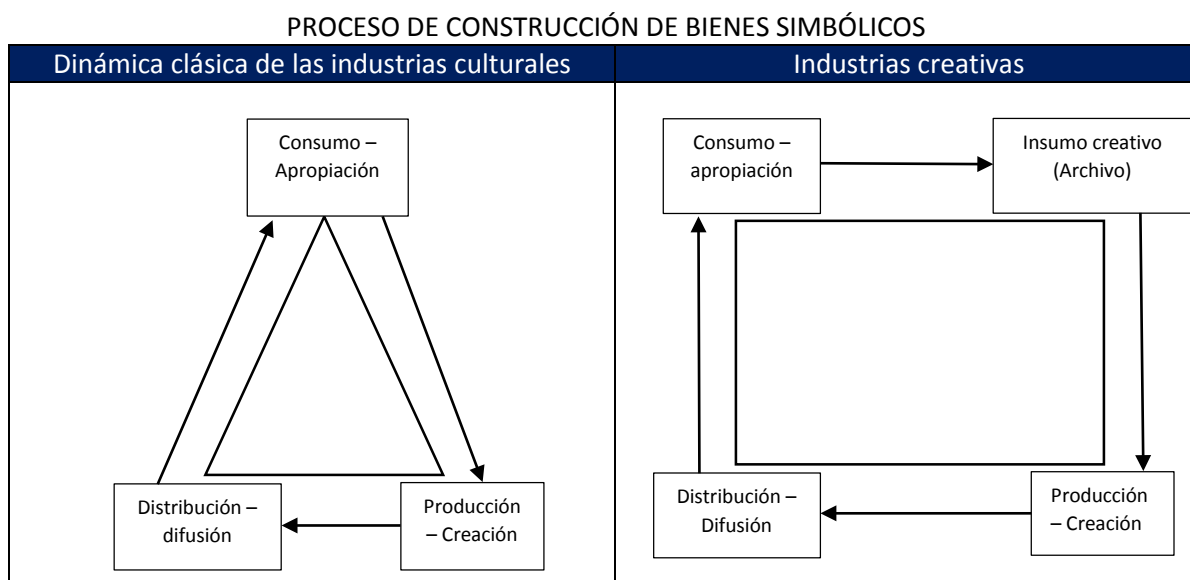 PROCESO DE CONSTRUCCIÓN DE BIENES SIMBÓLICOS
Dinámica clásica de las industrias culturales
Industrias creativas
Consumo –
Apropiación
Distribución –
difusión
Producción
– Creación
Consumo –
apropiación
Insumo creativo
(Archivo)
Distribución –
Difusión
Producción
– Creación